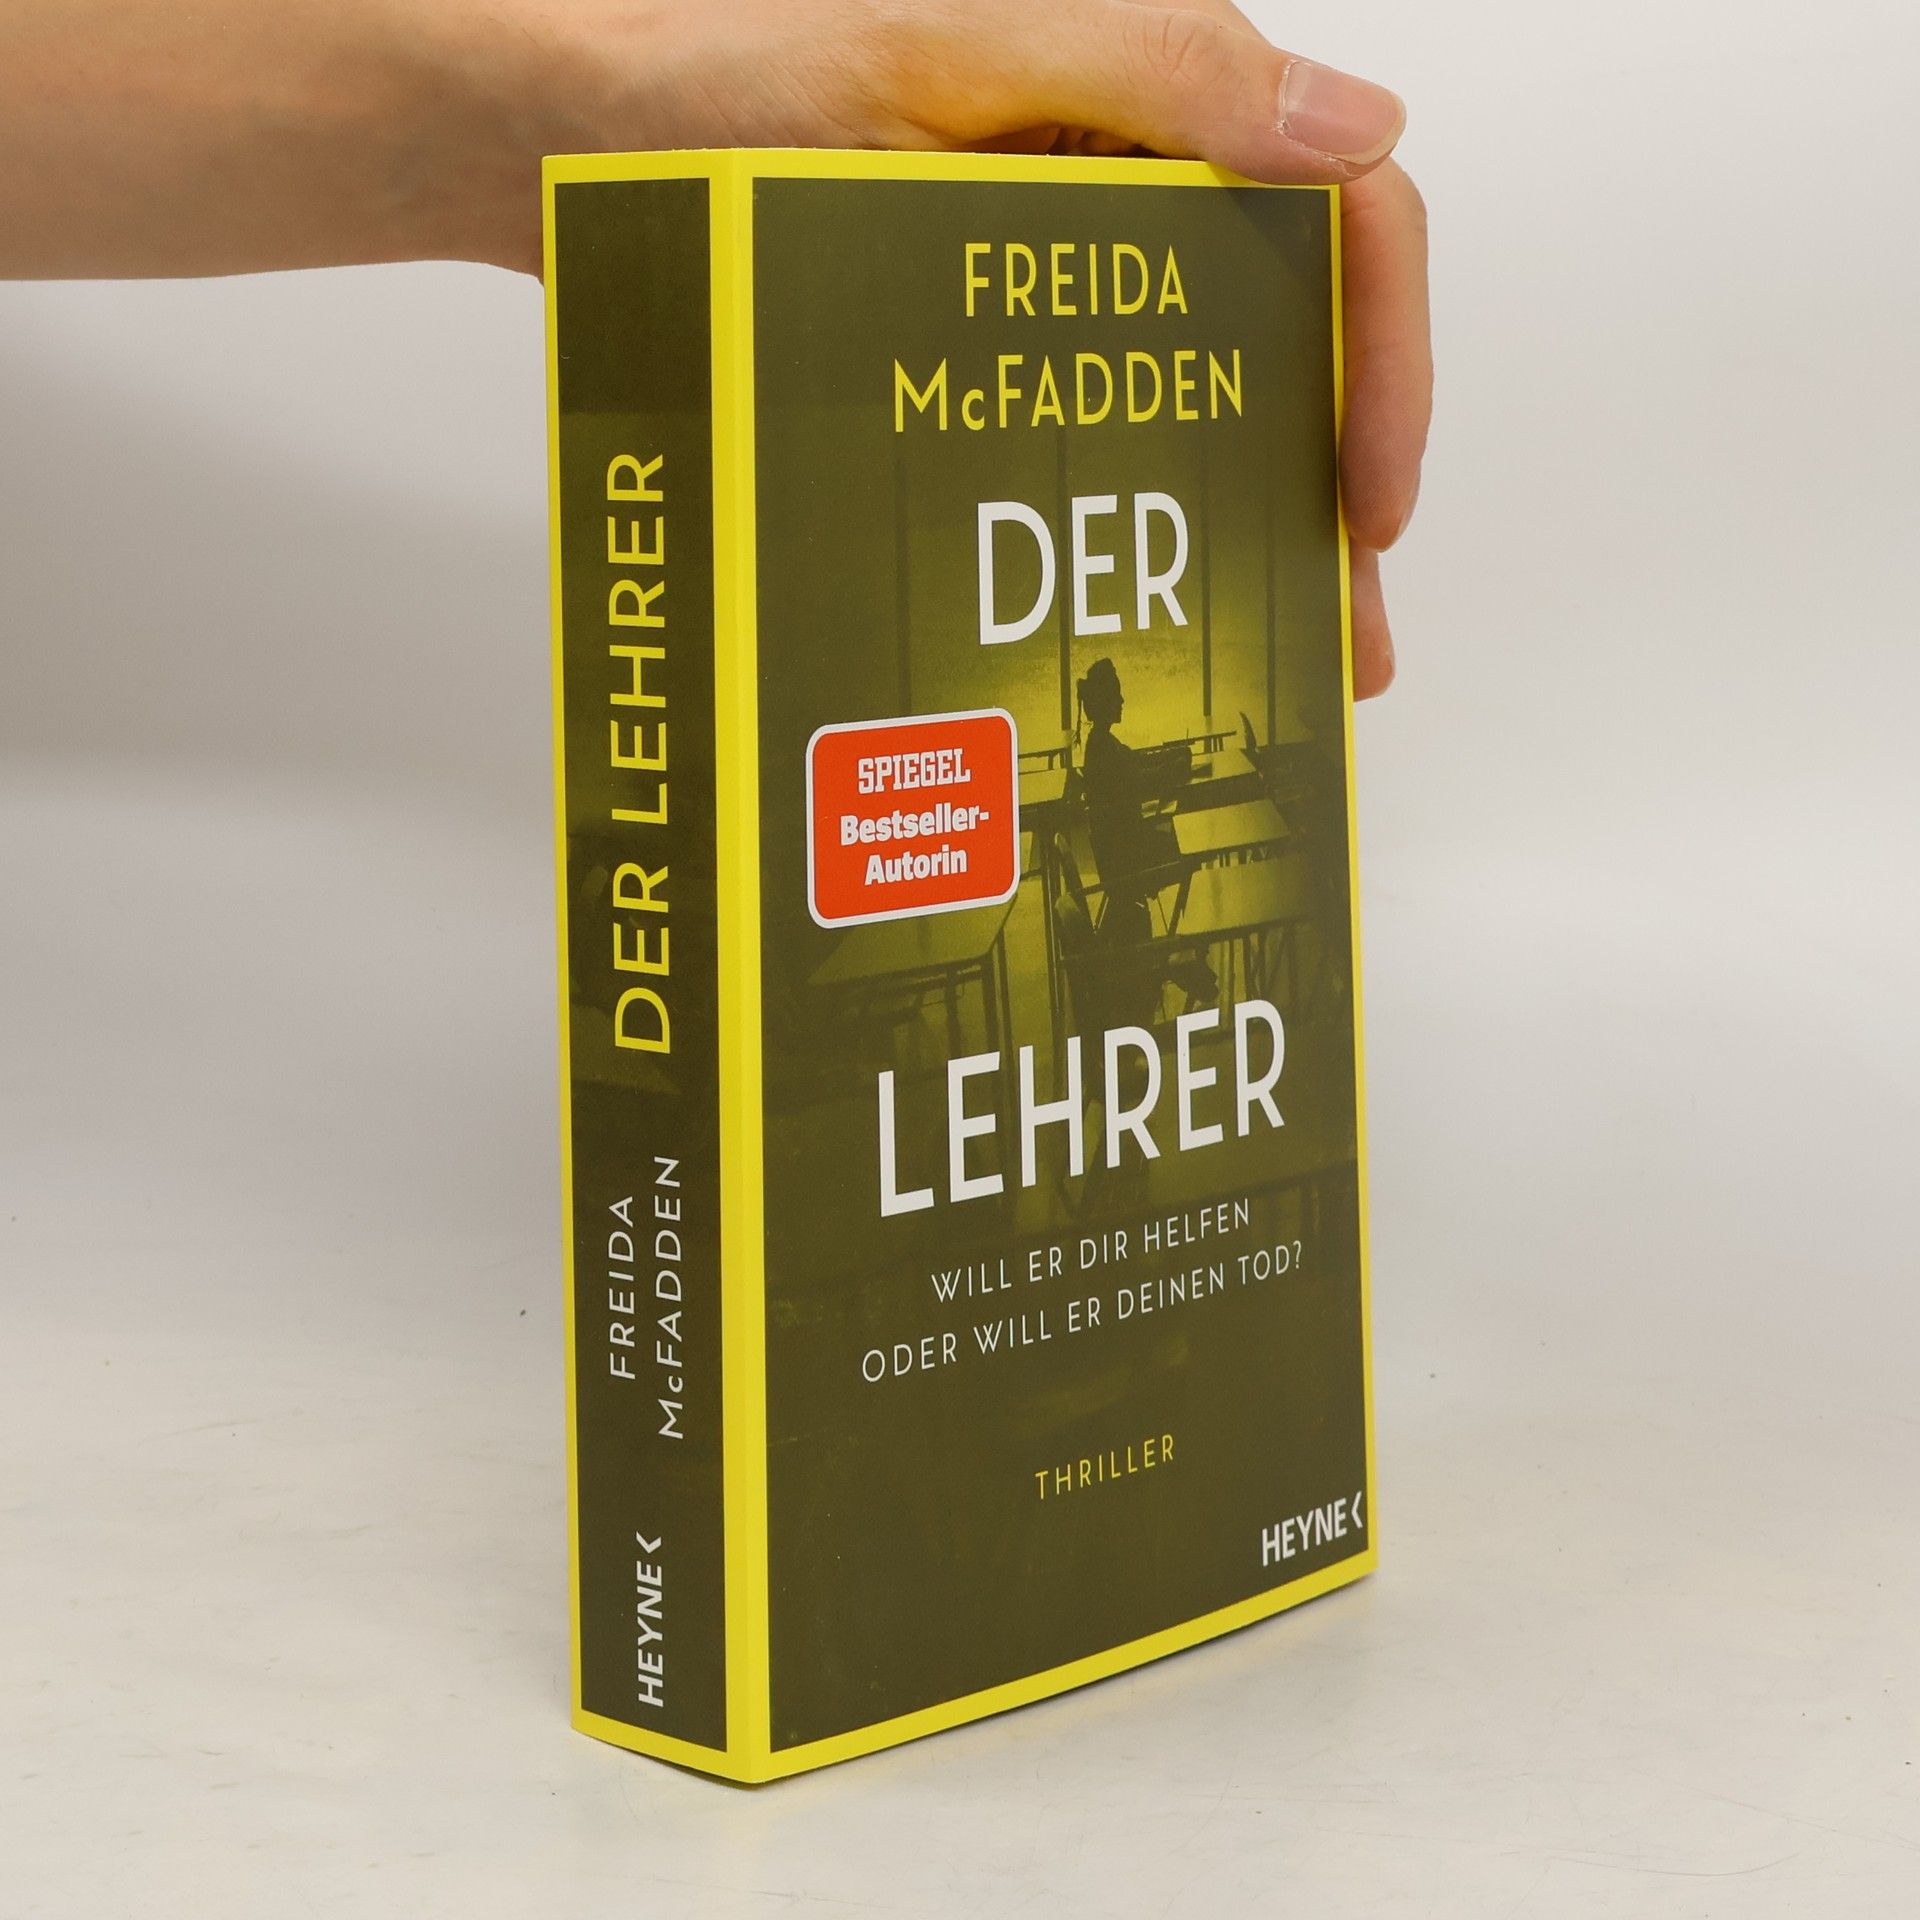 DER LEHRER
FREIDA
McFADDEN
HEYNE
FREIDA
McFADDEN
DER
SPIEGEL
Bestseller-
Autorin
LEHRER
WILL ER DIR HELFEN
ODER WILL ER DEINEN TOD?
THRILLER
HEYNE